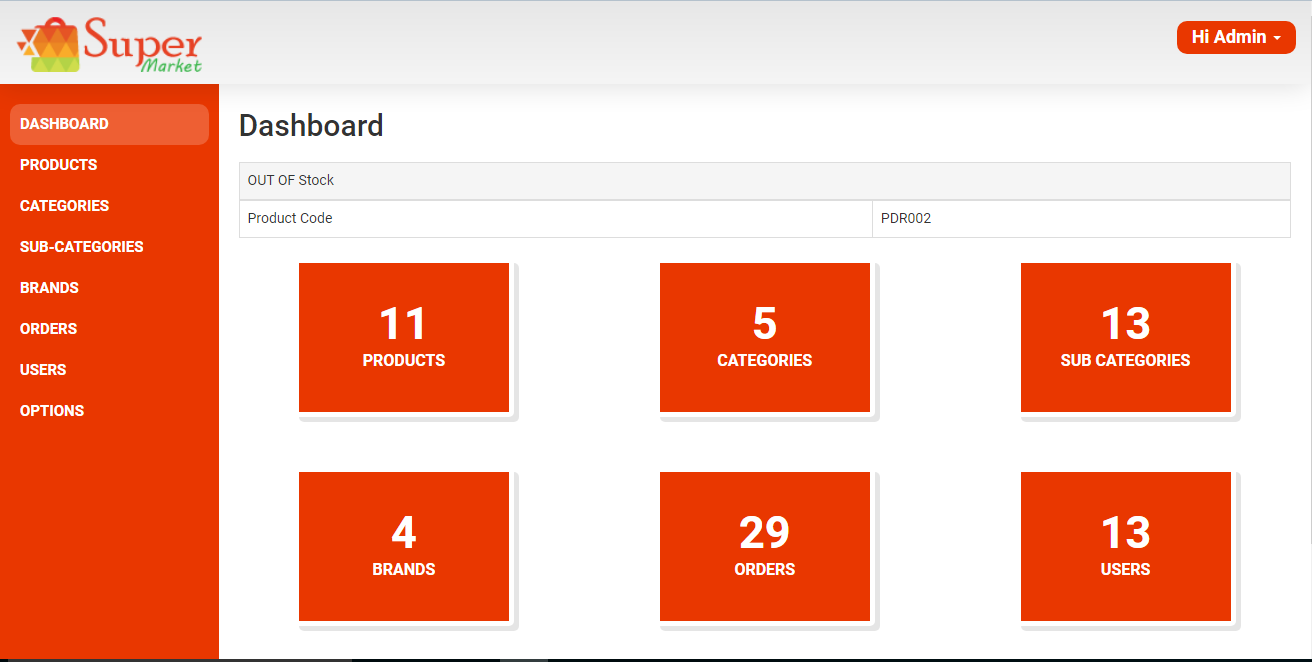 Super
Market
Hi Admin
DASHBOARD
PRODUCTS
CATEGORIES
SUB-CATEGORIES
BRANDS
ORDERS
USERS
OPTIONS
Dashboard
OUT OF Stock
Product Code PDR002
11 5 13
PRODUCTS CATEGORIES SUB CATEGORIES
4 29 13
BRANDS ORDERS USERS